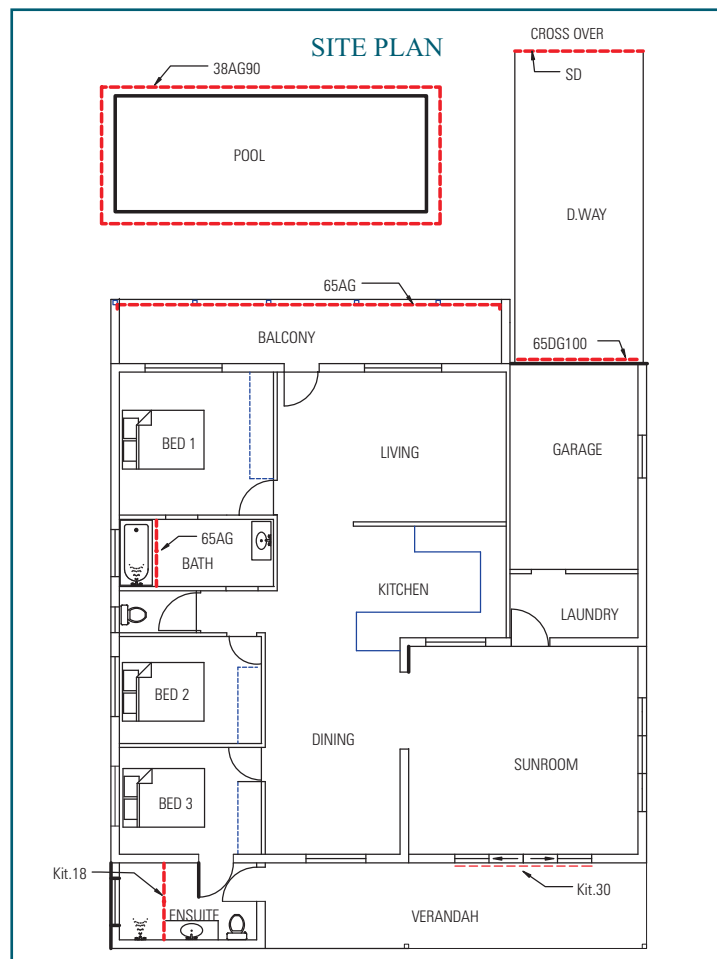 SITE PLAN
CROSS OVER
38AG90
SD
POOL
D.WAY
65AG
BALCONY
65DG100
BED 1
LIVING
GARAGE
65AG
BATH
KITCHEN
LAUNDRY
BED 2
DINING
SUNROOM
BED 3
Kit.18
Kit.30
ENSUITE
VERANDAH